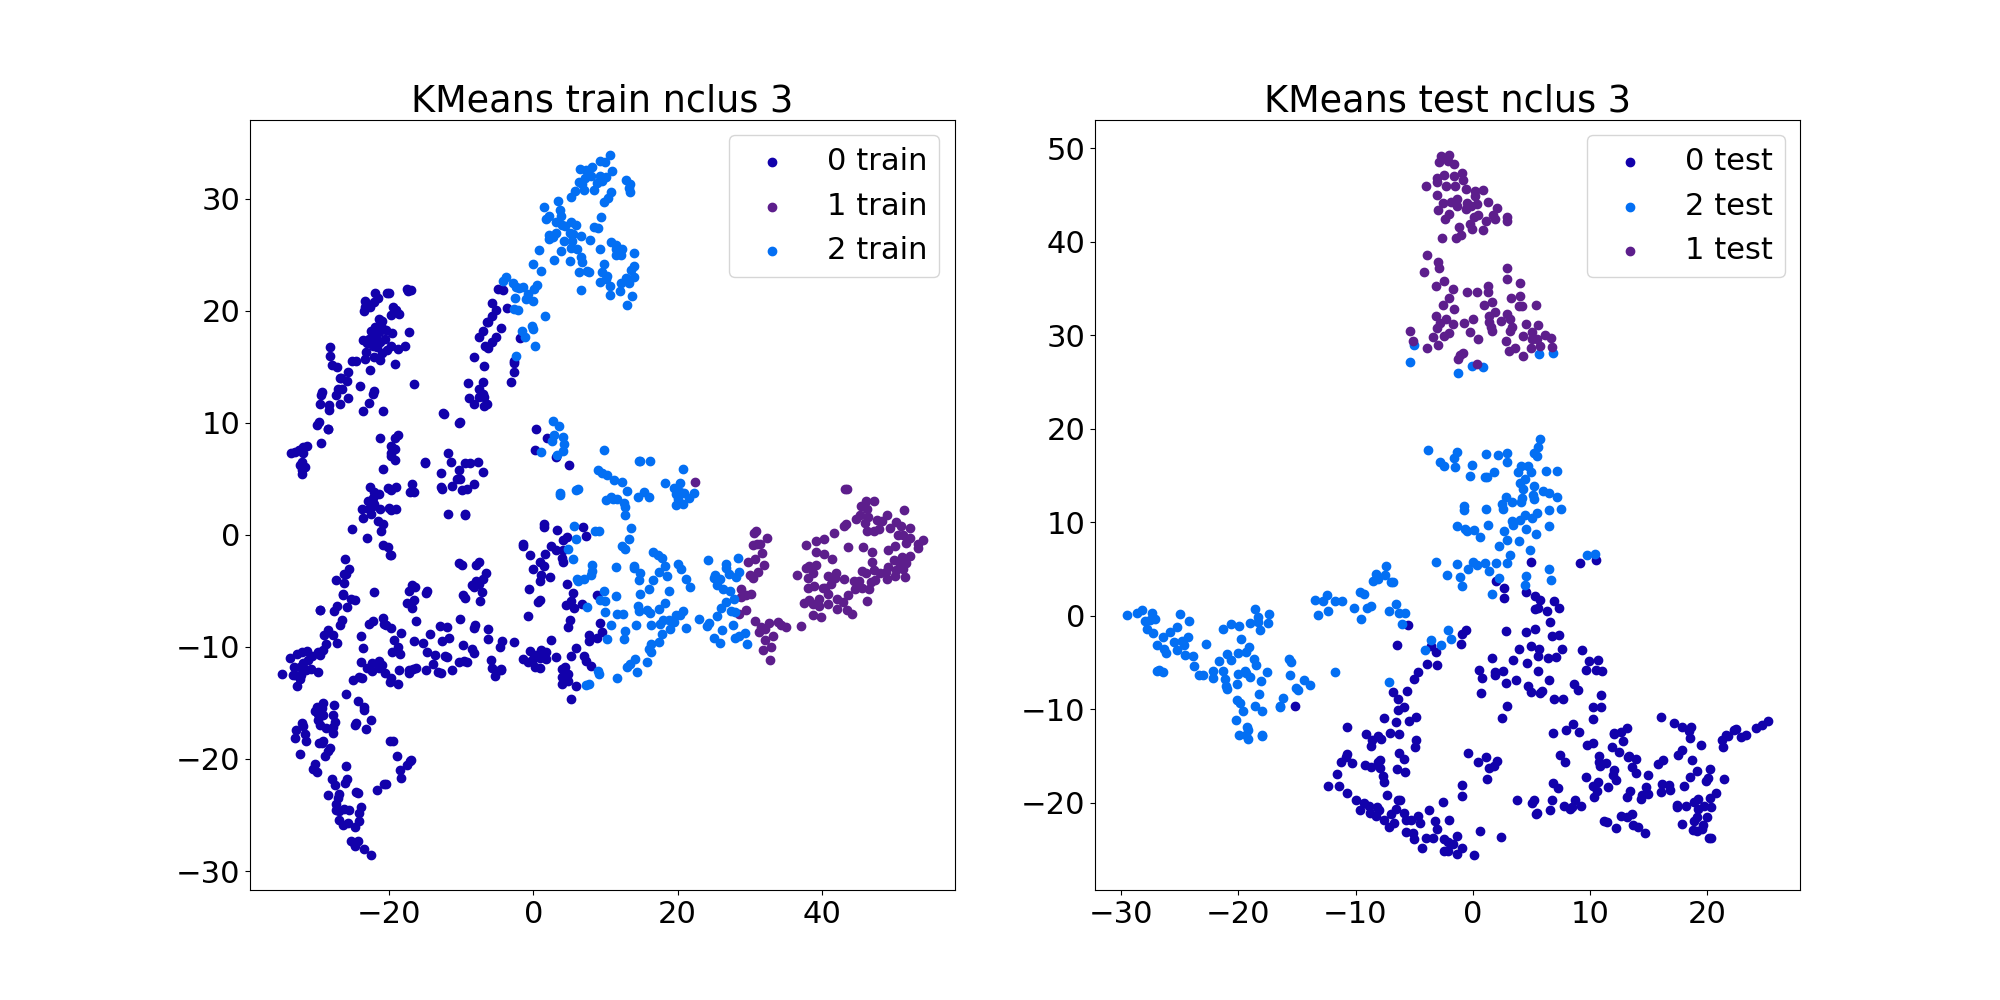 KMeans train nclus 3
0 train
1 train
2 train
30
20
10
0
−10
−20
−30
−20 0 20 40
KMeans test nclus 3
0 test
2 test
1 test
50
40
30
20
10
0
−10
−20
−30 −20 −10 0 10 20